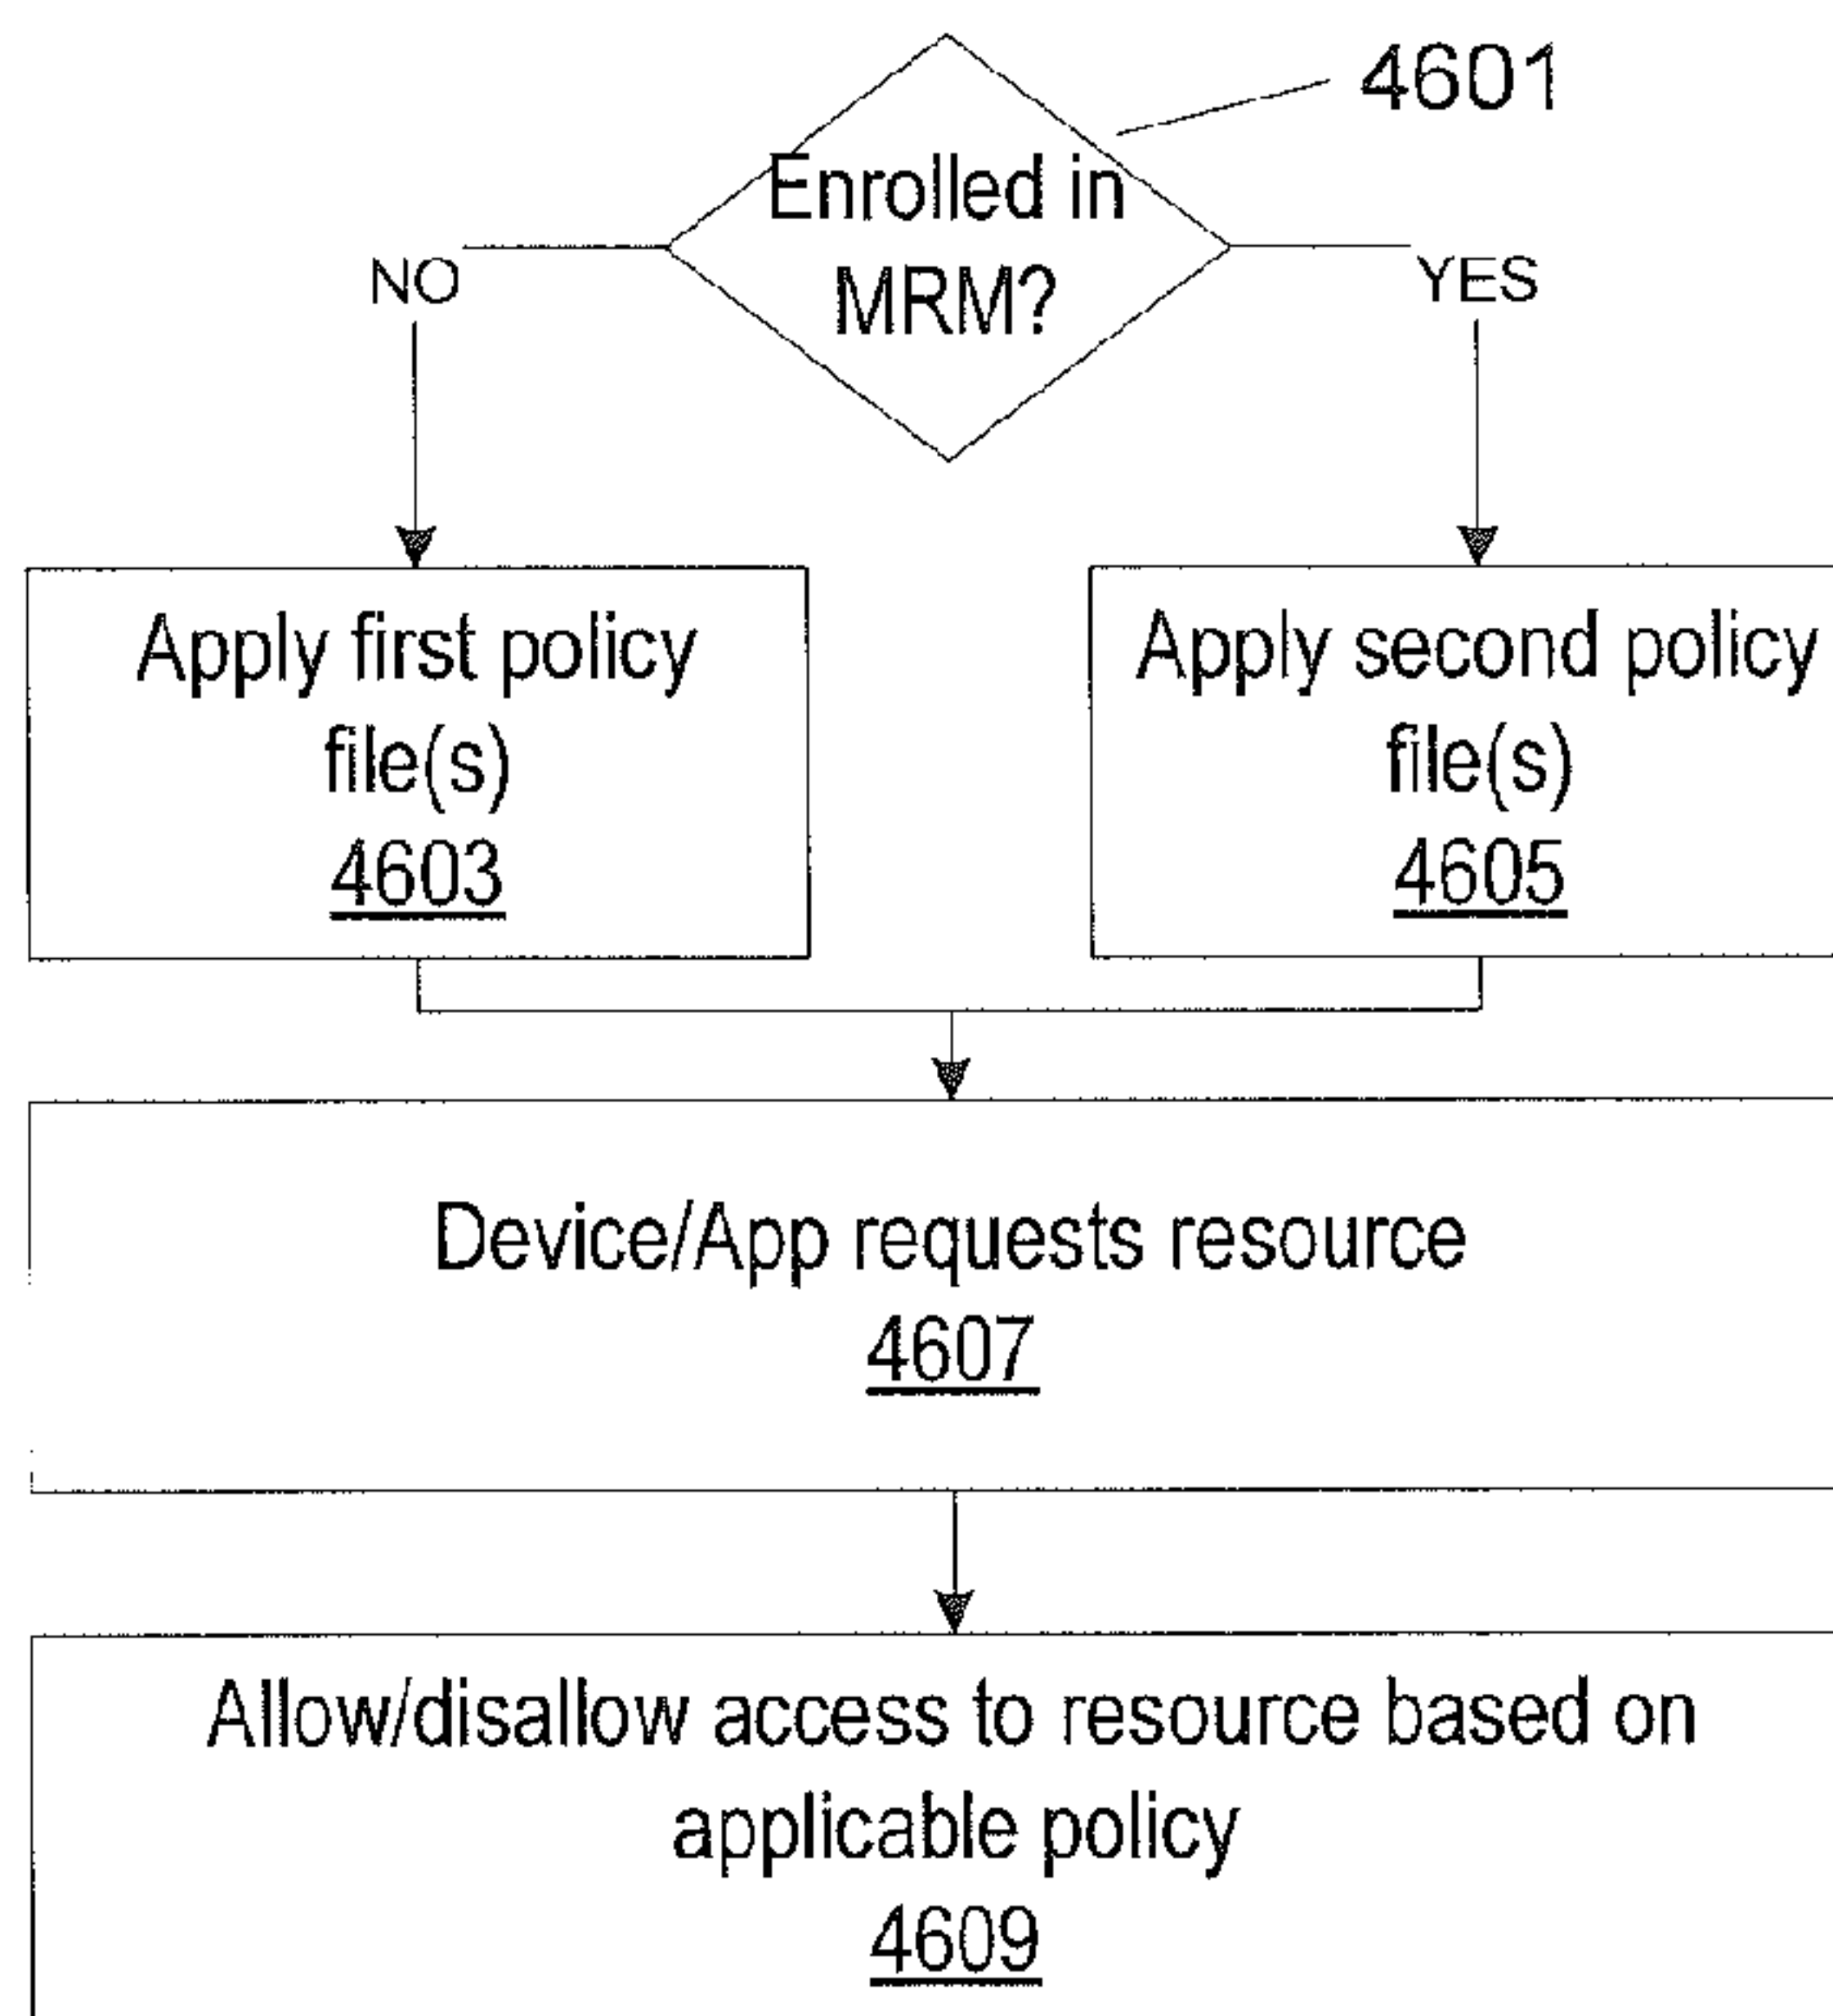 4601
Enrolled in
MRM?
NO
YES
Apply first policy
file(s)
4603
Apply second policy
file(s)
4605
Device/App requests resource
4607
Allow/disallow access to resource based on
applicable policy
4609